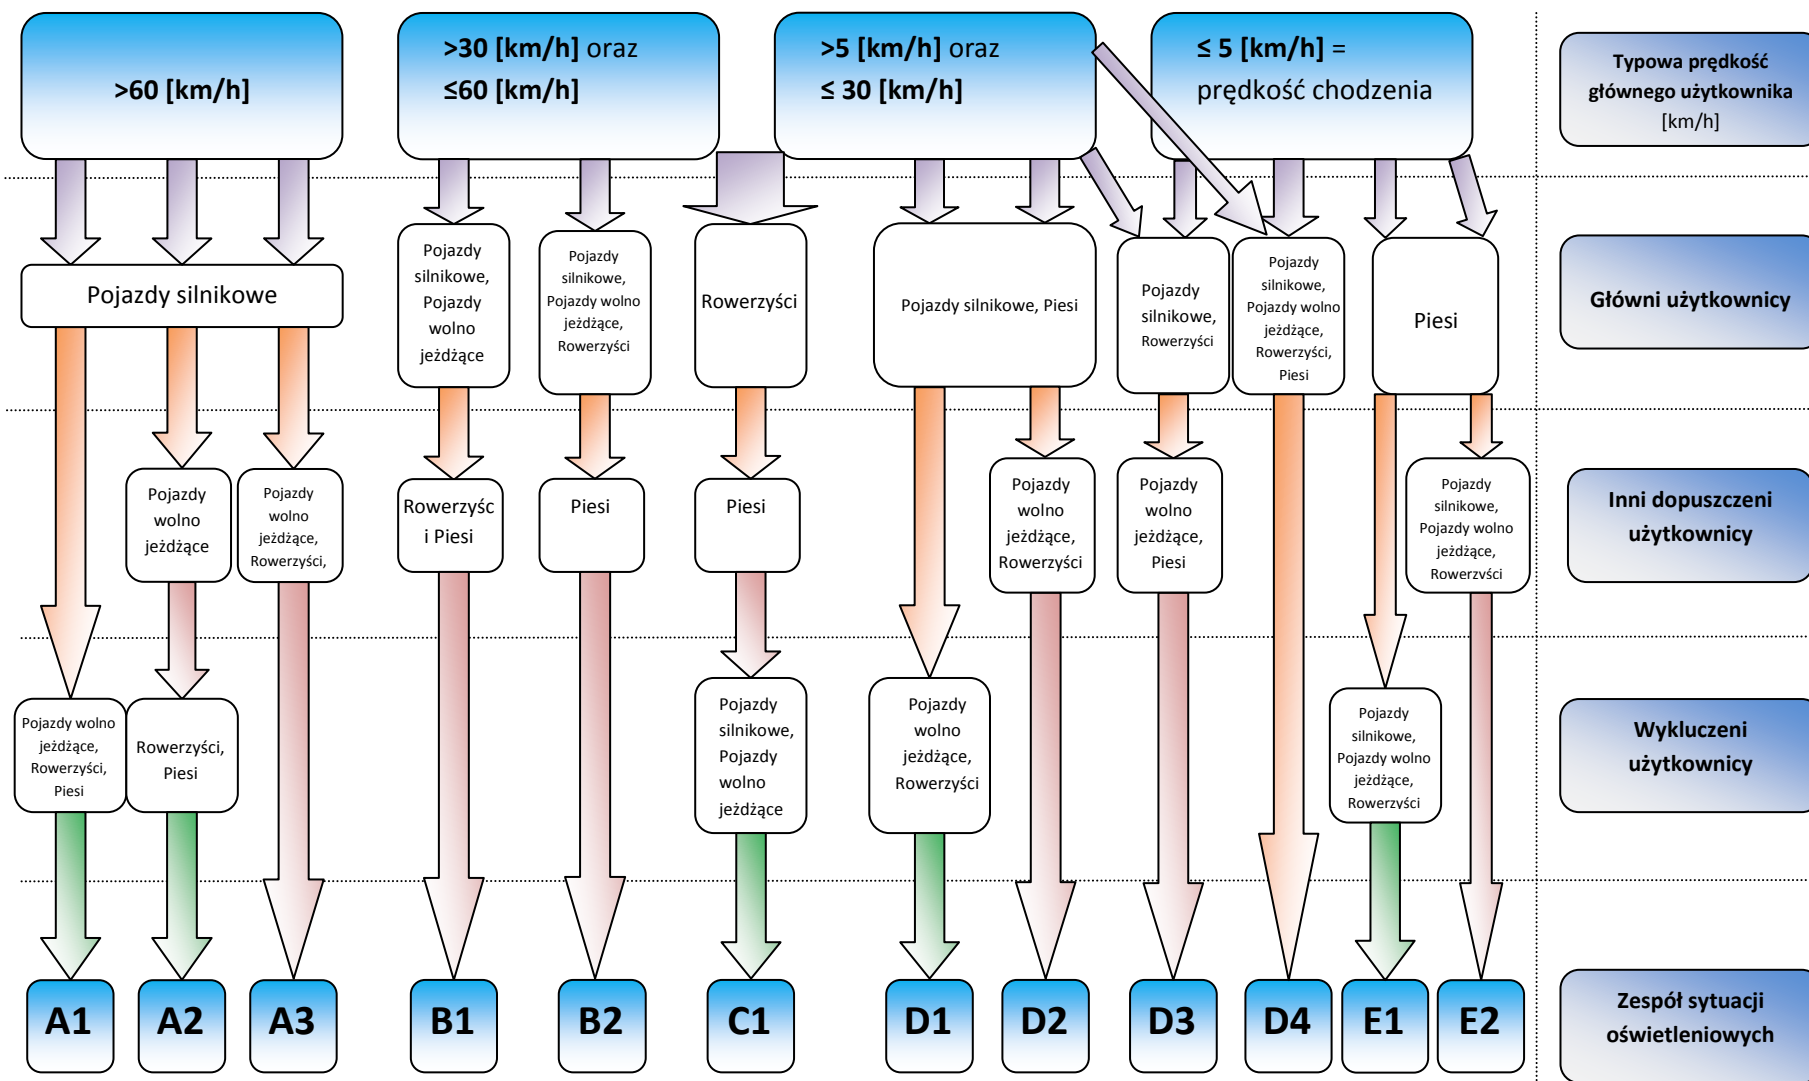 >60 [km/h]
>30 [km/h] oraz
≤60 [km/h]
>5 [km/h] oraz
≤ 30 [km/h]
≤ 5 [km/h] =
prędkość chodzenia
Typowa prędkość
głównego użytkownika
[km/h]
Pojazdy silnikowe
Pojazdy
silnikowe,
Pojazdy
wolno
jeżdżące
Pojazdy
silnikowe,
Pojazdy wolno
jeżdżące,
Rowerzyści
Rowerzyści
Pojazdy silnikowe, Piesi
Pojazdy
silnikowe,
Rowerzyści
Pojazdy
silnikowe,
Pojazdy wolno
jeżdżące,
Rowerzyści,
Piesi
Piesi
Główni użytkownicy
Pojazdy
wolno
jeżdżące
Pojazdy
wolno
jeżdżące,
Rowerzyści,
Rowerzyśc
i Piesi
Piesi
Piesi
Pojazdy
wolno
jeżdżące,
Rowerzyści
Pojazdy
wolno
jeżdżące,
Piesi
Pojazdy
silnikowe,
Pojazdy wolno
jeżdżące,
Rowerzyści
Inni dopuszczeni
użytkownicy
Pojazdy wolno
jeżdżące,
Rowerzyści,
Piesi
Rowerzyści,
Piesi
Pojazdy
silnikowe,
Pojazdy
wolno
jeżdżące
Pojazdy
wolno
jeżdżące,
Rowerzyści
Pojazdy
silnikowe,
Pojazdy wolno
jeżdżące,
Rowerzyści
Wykluczeni
użytkownicy
A1
A2
A3
B1
B2
C1
D1
D2
D3
D4
E1
E2
Zespół sytuacji
oświetleniowych